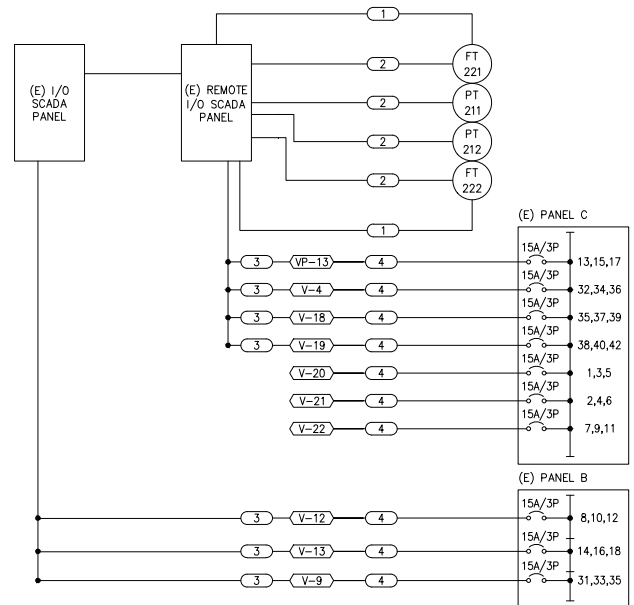 1
(E) I/O
SCADA
PANEL
(E) REMOTE
I/O SCADA
PANEL
2
FT
221
2
PT
211
2
PT
212
2
FT
222
1
(E) PANEL C
3 VP-13 4 15A/3P 13,15,17
3 V-4 4 15A/3P 32,34,36
3 V-18 4 15A/3P 35,37,39
3 V-19 4 15A/3P 38,40,42
V-20 4 15A/3P 1,3,5
V-21 4 15A/3P 2,4,6
V-22 4 15A/3P 7,9,11
(E) PANEL B
3 V-12 4 15A/3P 8,10,12
3 V-13 4 15A/3P 14,16,18
3 V-9 4 15A/3P 31,33,35